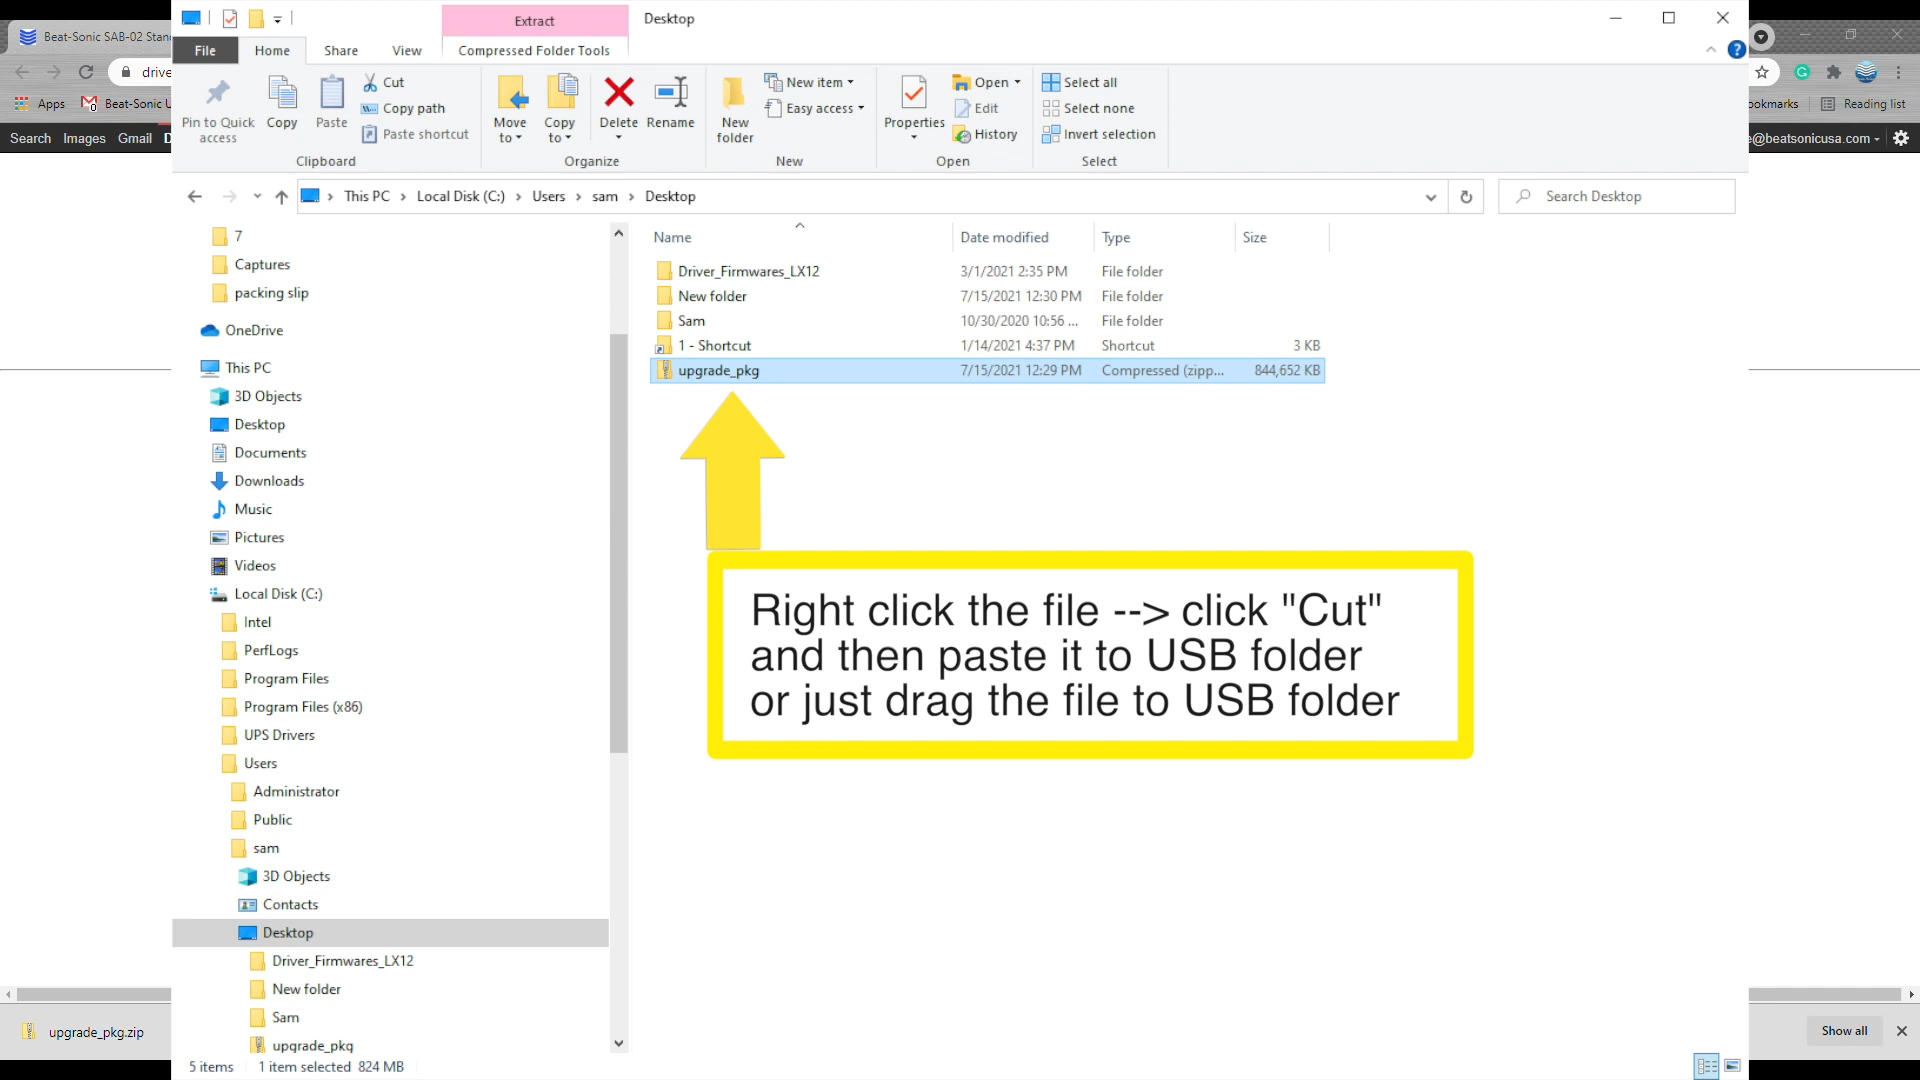 Extract
Desktop
Beat-Sonic SAB-02 Stan
File
Home
Share
View
Compressed Folder Tools
drive
Apps
Beat-Sonic U
ookmarks
Reading list
Search
Images
Gmail
D
e@beatsonicusa.com
Pin to Quick
access
Copy
Paste
Cut
Copy path
Paste shortcut
Clipboard
Move
to
Copy
to
Delete
Rename
Organize
New
folder
New item
Easy access
New
Properties
Open
Edit
History
Open
Select all
Select none
Invert selection
Select
This PC > Local Disk (C:) > Users > sam > Desktop
Search Desktop
7
Captures
packing slip
OneDrive
This PC
3D Objects
Desktop
Documents
Downloads
Music
Pictures
Videos
Local Disk (C:)
Intel
PerfLogs
Program Files
Program Files (x86)
UPS Drivers
Users
Administrator
Public
sam
3D Objects
Contacts
Desktop
Driver_Firmwares_LX12
New folder
Sam
upgrade_pkg
Name Date modified Type Size
Driver_Firmwares_LX12 3/1/2021 2:35 PM File folder
New folder 7/15/2021 12:30 PM File folder
Sam 10/30/2020 10:56 ... File folder
1 - Shortcut 1/14/2021 4:37 PM Shortcut 3 KB
upgrade_pkg 7/15/2021 12:29 PM Compressed (zipp... 844,652 KB
Right click the file --> click "Cut"
and then paste it to USB folder
or just drag the file to USB folder
upgrade_pkg.zip
Show all
5 items 1 item selected 824 MB